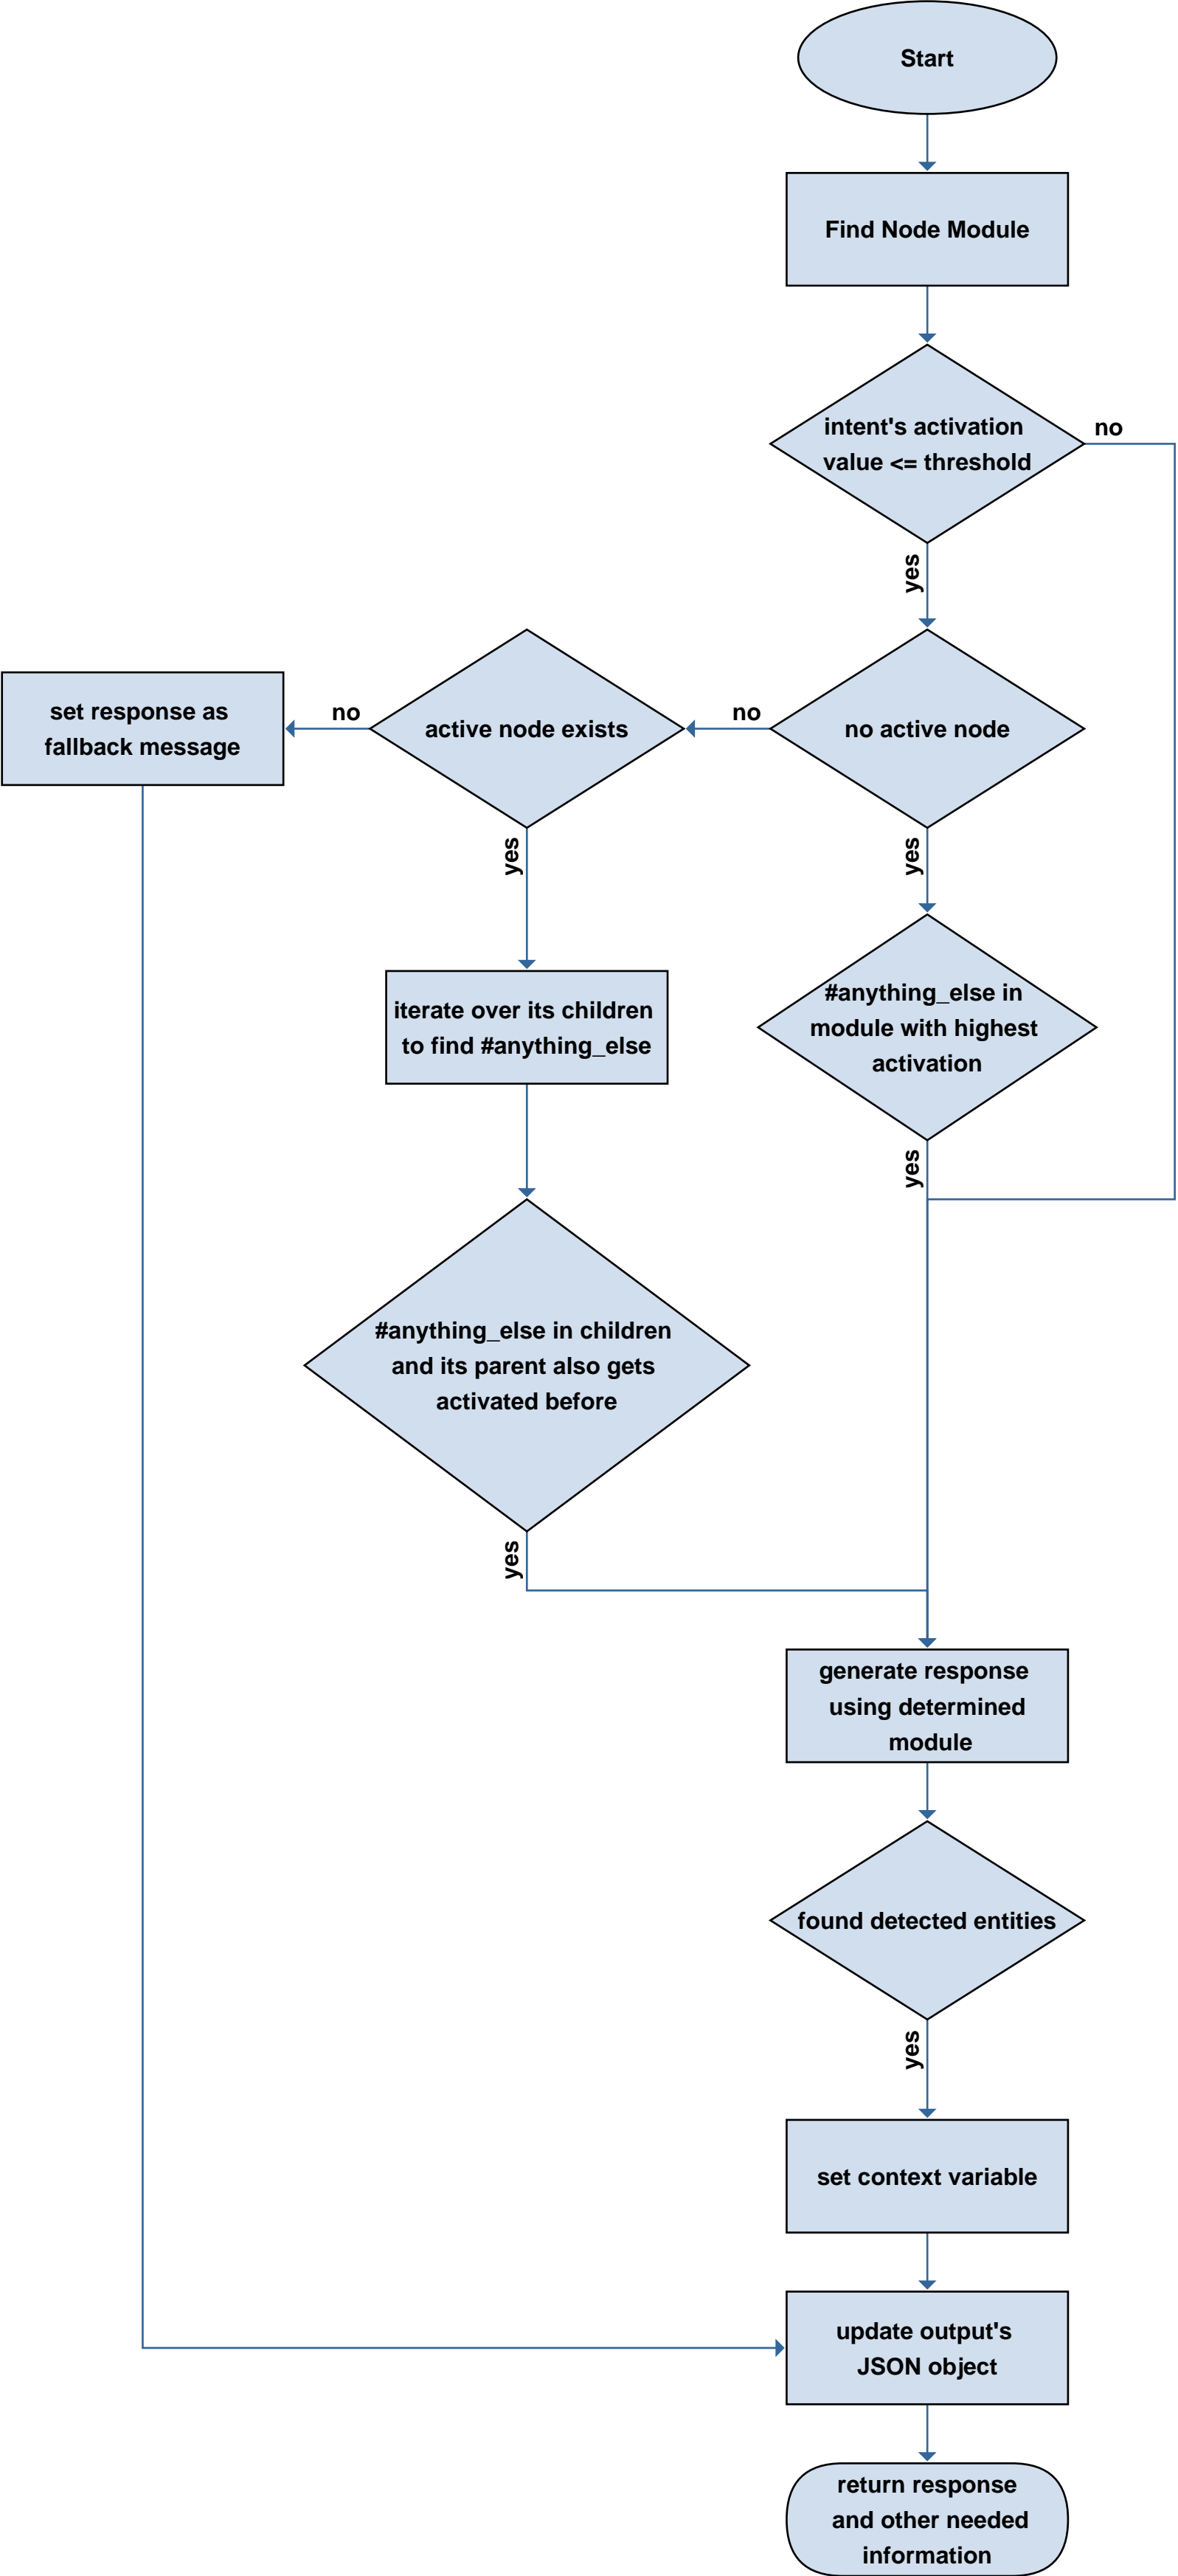 Start
Find Node Module
intent's activation
value <= threshold
no
yes
set response as
fallback message
no
active node exists
no
no active node
yes
yes
iterate over its children
to find #anything_else
#anything_else in
module with highest
activation
yes
#anything_else in children
and its parent also gets
activated before
yes
generate response
using determined
module
found detected entities
yes
set context variable
update output's
JSON object
return response
and other needed
information